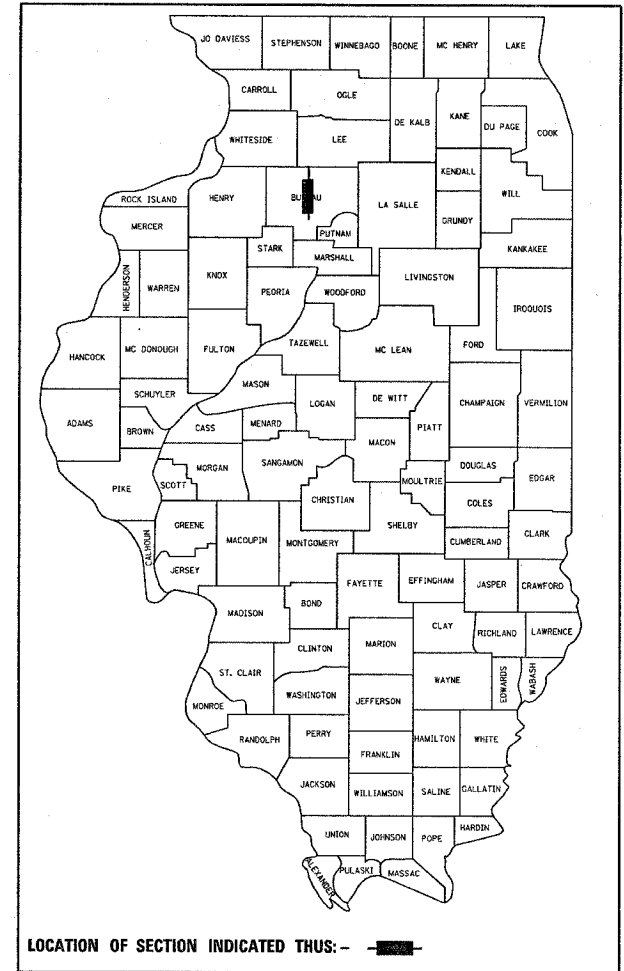 JO DAVIESS STEPHENSON WINNEBAGO BOONE MC HENRY LAKE
CARROLL OGLE
DE KALB KANE DU PAGE COOK
WHITESIDE LEE
KENDALL
ROCK ISLAND HENRY LA SALLE WILL
GRUNDY
MERCER PUTNAM
STARK MARSHALL KANKAKEE
HENDERSON WARREN KNOX LIVINGSTON
PEORIA WOODFORD IROQUOIS
TAZEWELL FORD
HANCOCK MC DONOUGH FULTON MC LEAN
MASON
SCHUYLER LOGAN DE WITT CHAMPAIGN VERMILION
ADAMS BROWN CASS MENARD PIATT
MACON
SANGAMON DOUGLAS
PIKE SCOTT MORGAN MOULTRIE EDGAR
CHRISTIAN COLES
GREENE SHELBY
CALHOUN MACOUPIN MONTGOMERY CUMBERLAND CLARK
JERSEY
FAYETTE EFFINGHAM JASPER CRAWFORD
BOND
MADISON CLAY
MARION RICHLAND LAWRENCE
CLINTON
ST. CLAIR WAYNE EDWARDS WABASH
WASHINGTON JEFFERSON
MONROE
RANDOLPH PERRY HAMILTON WHITE
FRANKLIN
JACKSON WILLIAMSON SALINE GALLATIN
UNION JOHNSON POPE HARDIN
ALEXANDER PULASKI MASSAC
LOCATION OF SECTION INDICATED THUS: -